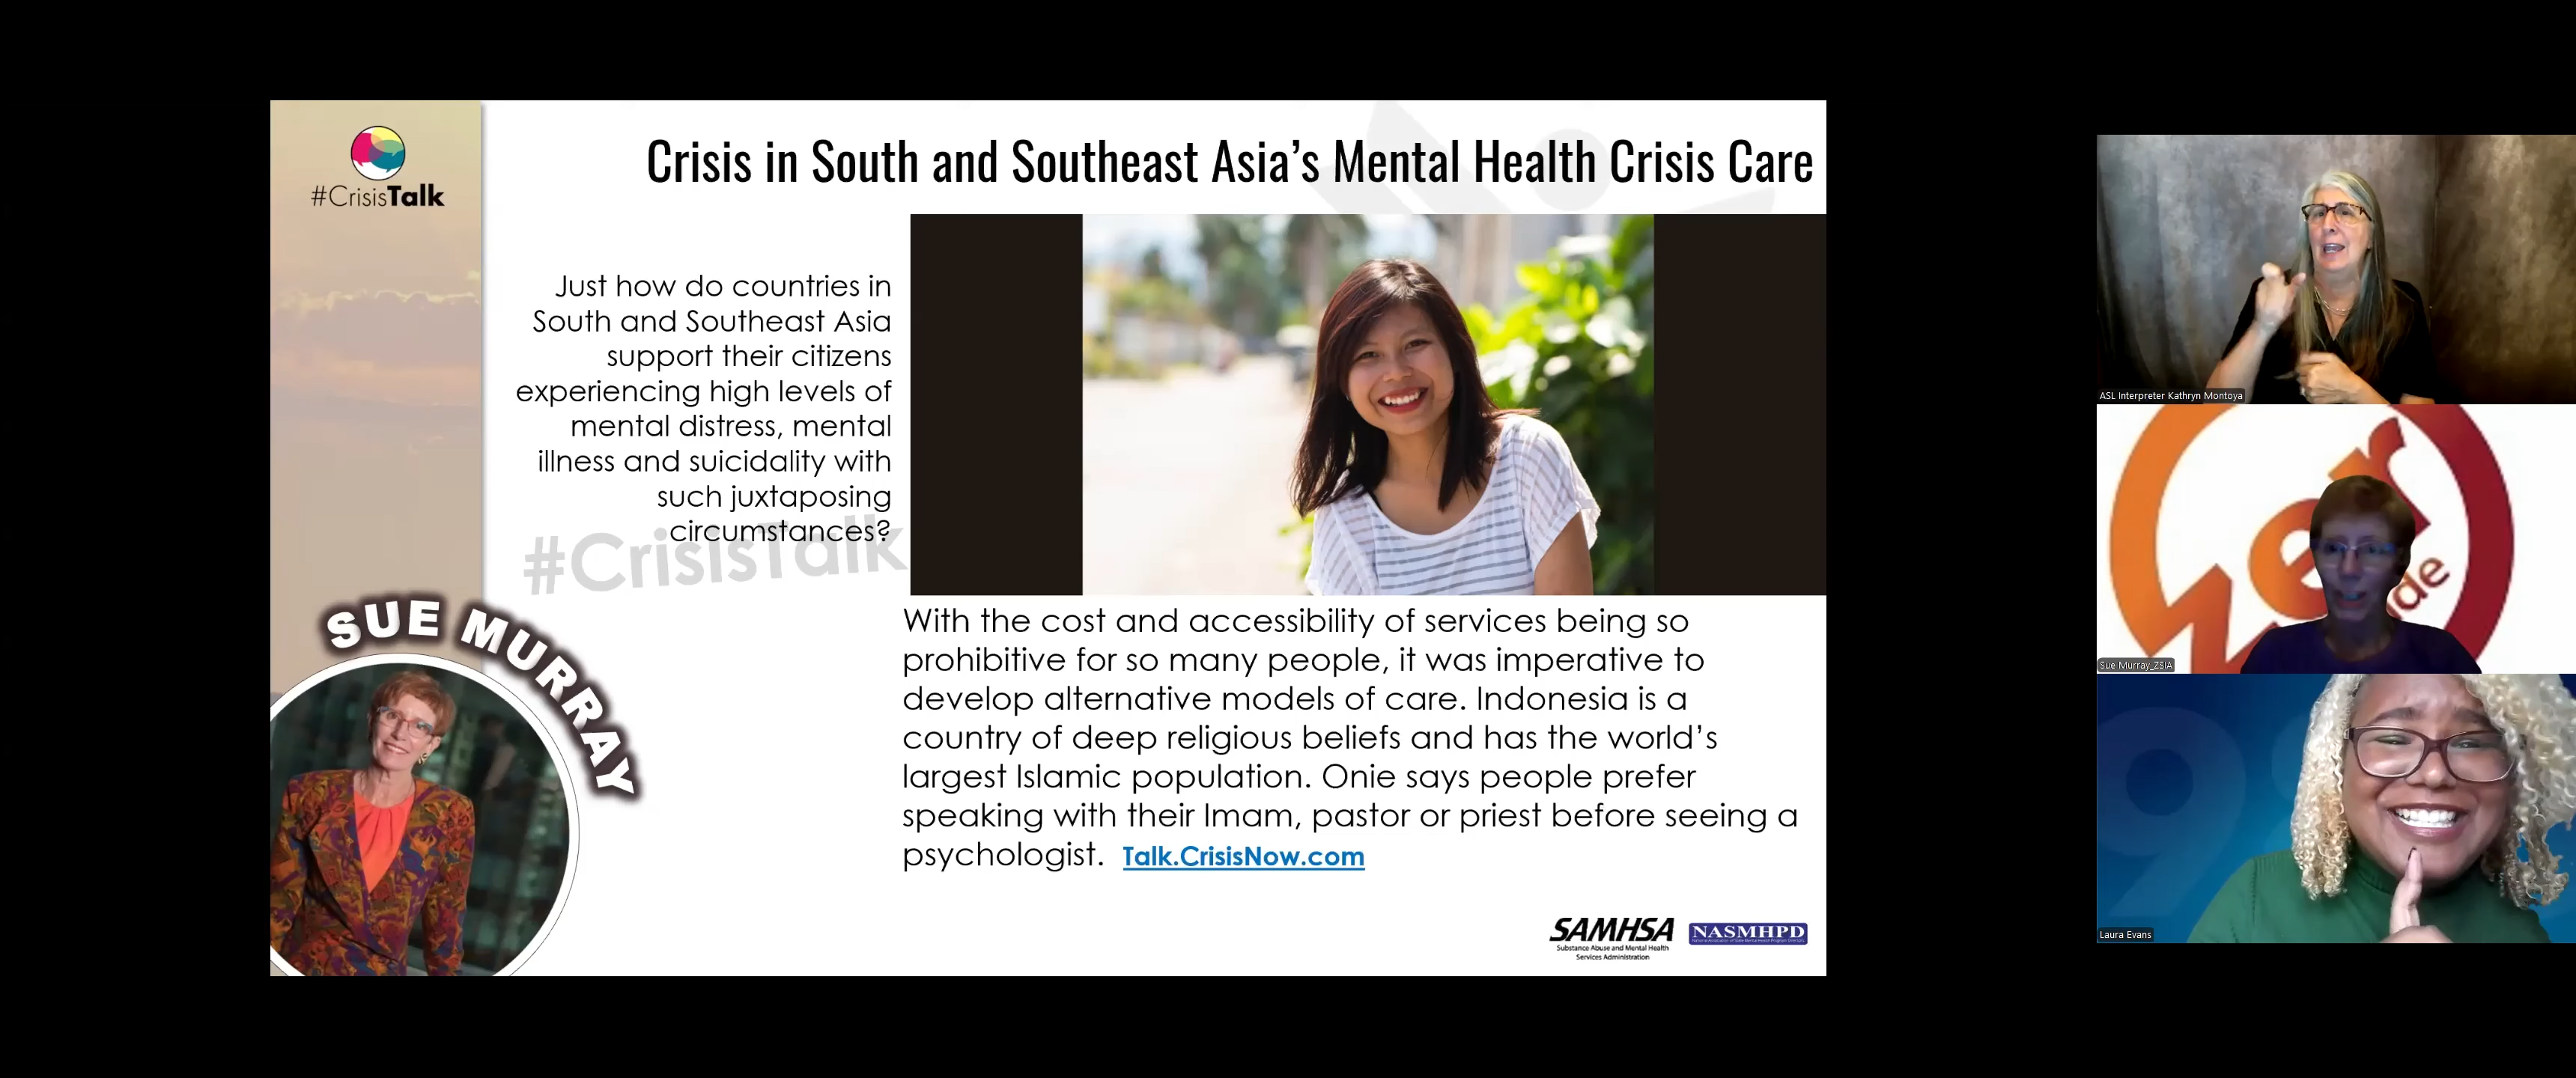 #CrisisTalk
Crisis in South and Southeast Asia’s Mental Health Crisis Care
Just how do countries in
South and Southeast Asia
support their citizens
experiencing high levels of
mental distress, mental
illness and suicidality with
such juxtaposing
circumstances?
#CrisisTalk
SUE MURRAY
With the cost and accessibility of services being so
prohibitive for so many people, it was imperative to
develop alternative models of care. Indonesia is a
country of deep religious beliefs and has the world’s
largest Islamic population. Onie says people prefer
speaking with their Imam, pastor or priest before seeing a
psychologist. Talk.CrisisNow.com
SAMHSA
Substance Abuse and Mental Health
Services Administration
NASMHPD
ASL Interpreter Kathryn Montoya
Sue Murray_ZSIA
Laura Evans